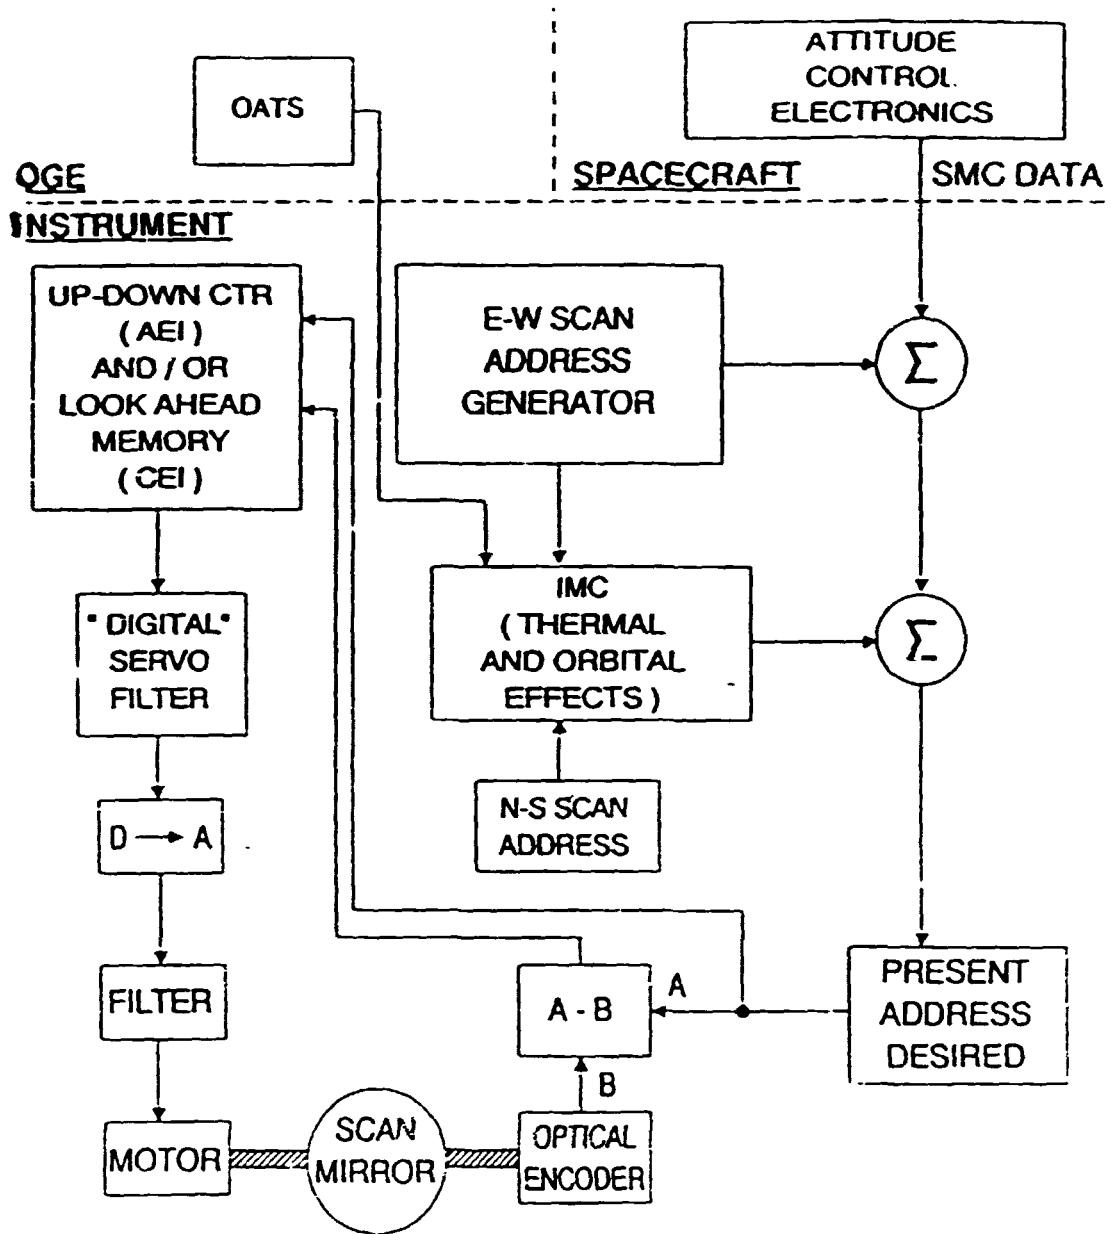 OATS
ATTITUDE
CONTROL
ELECTRONICS
OGE
SPACECRAFT
SMC DATA
INSTRUMENT
UP-DOWN CTR
( AEI )
AND / OR
LOOK AHEAD
MEMORY
( CEI )
E-W SCAN
ADDRESS
GENERATOR
Σ
"DIGITAL"
SERVO
FILTER
IMC
( THERMAL
AND ORBITAL
EFFECTS )
Σ
D → A
N-S SCAN
ADDRESS
FILTER
A - B
A
PRESENT
ADDRESS
DESIRED
B
MOTOR
SCAN
MIRROR
OPTICAL
ENCODER